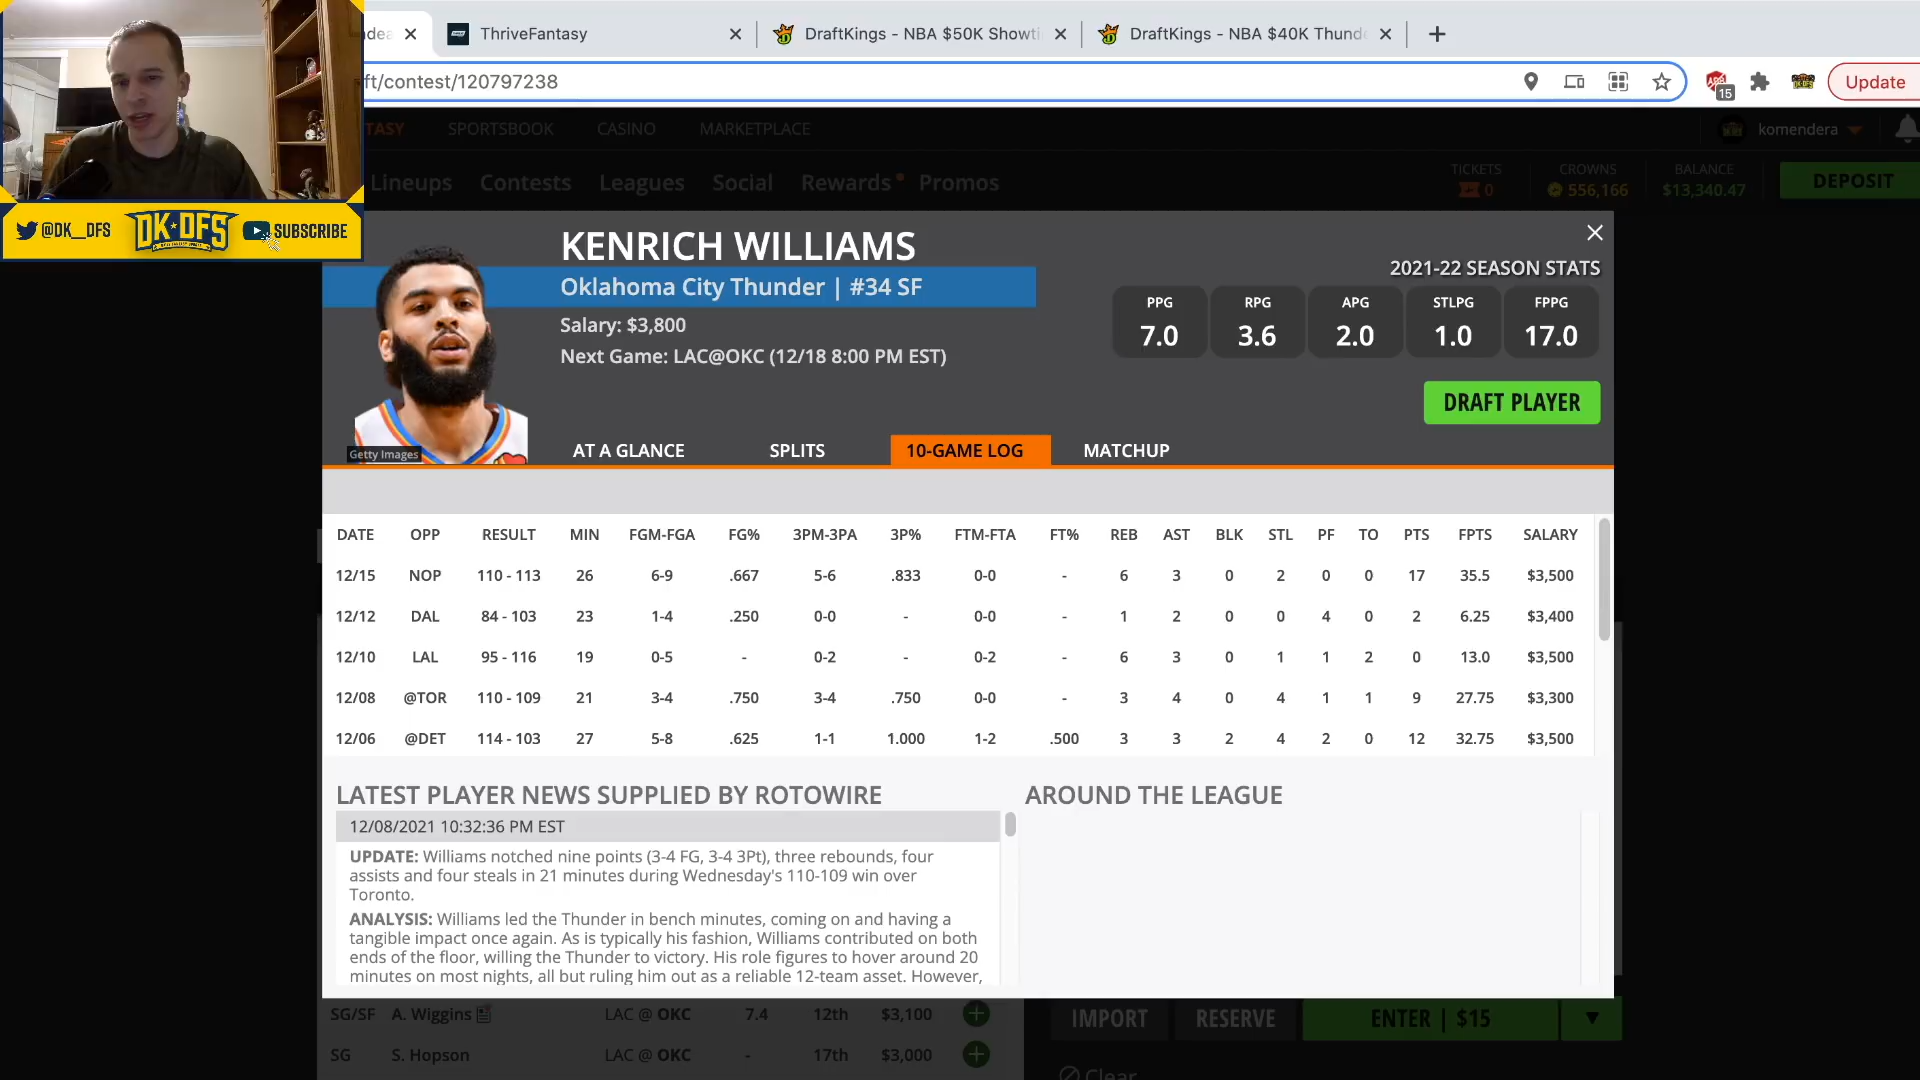 ThriveFantasy
DraftKings - NBA $50K Showti
DraftKings - NBA $40K Thund
ft/contest/120797238
15
Update
TASY SPORTSBOOK CASINO MARKETPLACE
komendera
Lineups Contests Leagues Social Rewards Promos
TICKETS
0
CROWNS
556,166
BALANCE
$13,340.47
DEPOSIT
@DK__DFS
DK DFS
SUBSCRIBE
KENRICH WILLIAMS
Oklahoma City Thunder | #34 SF
Salary: $3,800
Next Game: LAC@OKC (12/18 8:00 PM EST)
2021-22 SEASON STATS
PPG RPG APG STLPG FPPG
7.0 3.6 2.0 1.0 17.0
DRAFT PLAYER
Getty Images
AT A GLANCE SPLITS 10-GAME LOG MATCHUP
DATE OPP RESULT MIN FGM-FGA FG% 3PM-3PA 3P% FTM-FTA FT% REB AST BLK STL PF TO PTS FPTS SALARY
12/15 NOP 110 - 113 26 6-9 .667 5-6 .833 0-0 - 6 3 0 2 0 0 17 35.5 $3,500
12/12 DAL 84 - 103 23 1-4 .250 0-0 - 0-0 - 1 2 0 0 4 0 2 6.25 $3,400
12/10 LAL 95 - 116 19 0-5 - 0-2 - 0-2 - 6 3 0 1 1 2 0 13.0 $3,500
12/08 @TOR 110 - 109 21 3-4 .750 3-4 .750 0-0 - 3 4 0 4 1 1 9 27.75 $3,300
12/06 @DET 114 - 103 27 5-8 .625 1-1 1.000 1-2 .500 3 3 2 4 2 0 12 32.75 $3,500
LATEST PLAYER NEWS SUPPLIED BY ROTOWIRE
12/08/2021 10:32:36 PM EST
UPDATE: Williams notched nine points (3-4 FG, 3-4 3Pt), three rebounds, four
assists and four steals in 21 minutes during Wednesday's 110-109 win over
Toronto.
ANALYSIS: Williams led the Thunder in bench minutes, coming on and having a
tangible impact once again. As is typically his fashion, Williams contributed on both
ends of the floor, willing the Thunder to victory. His role figures to hover around 20
minutes on most nights, all but ruling him out as a reliable 12-team asset. However,
AROUND THE LEAGUE
SG/SF A. Wiggins LAC @ OKC 7.4 12th $3,100
SG S. Hopson LAC @ OKC - 17th $3,000
IMPORT RESERVE ENTER | $15
Clear